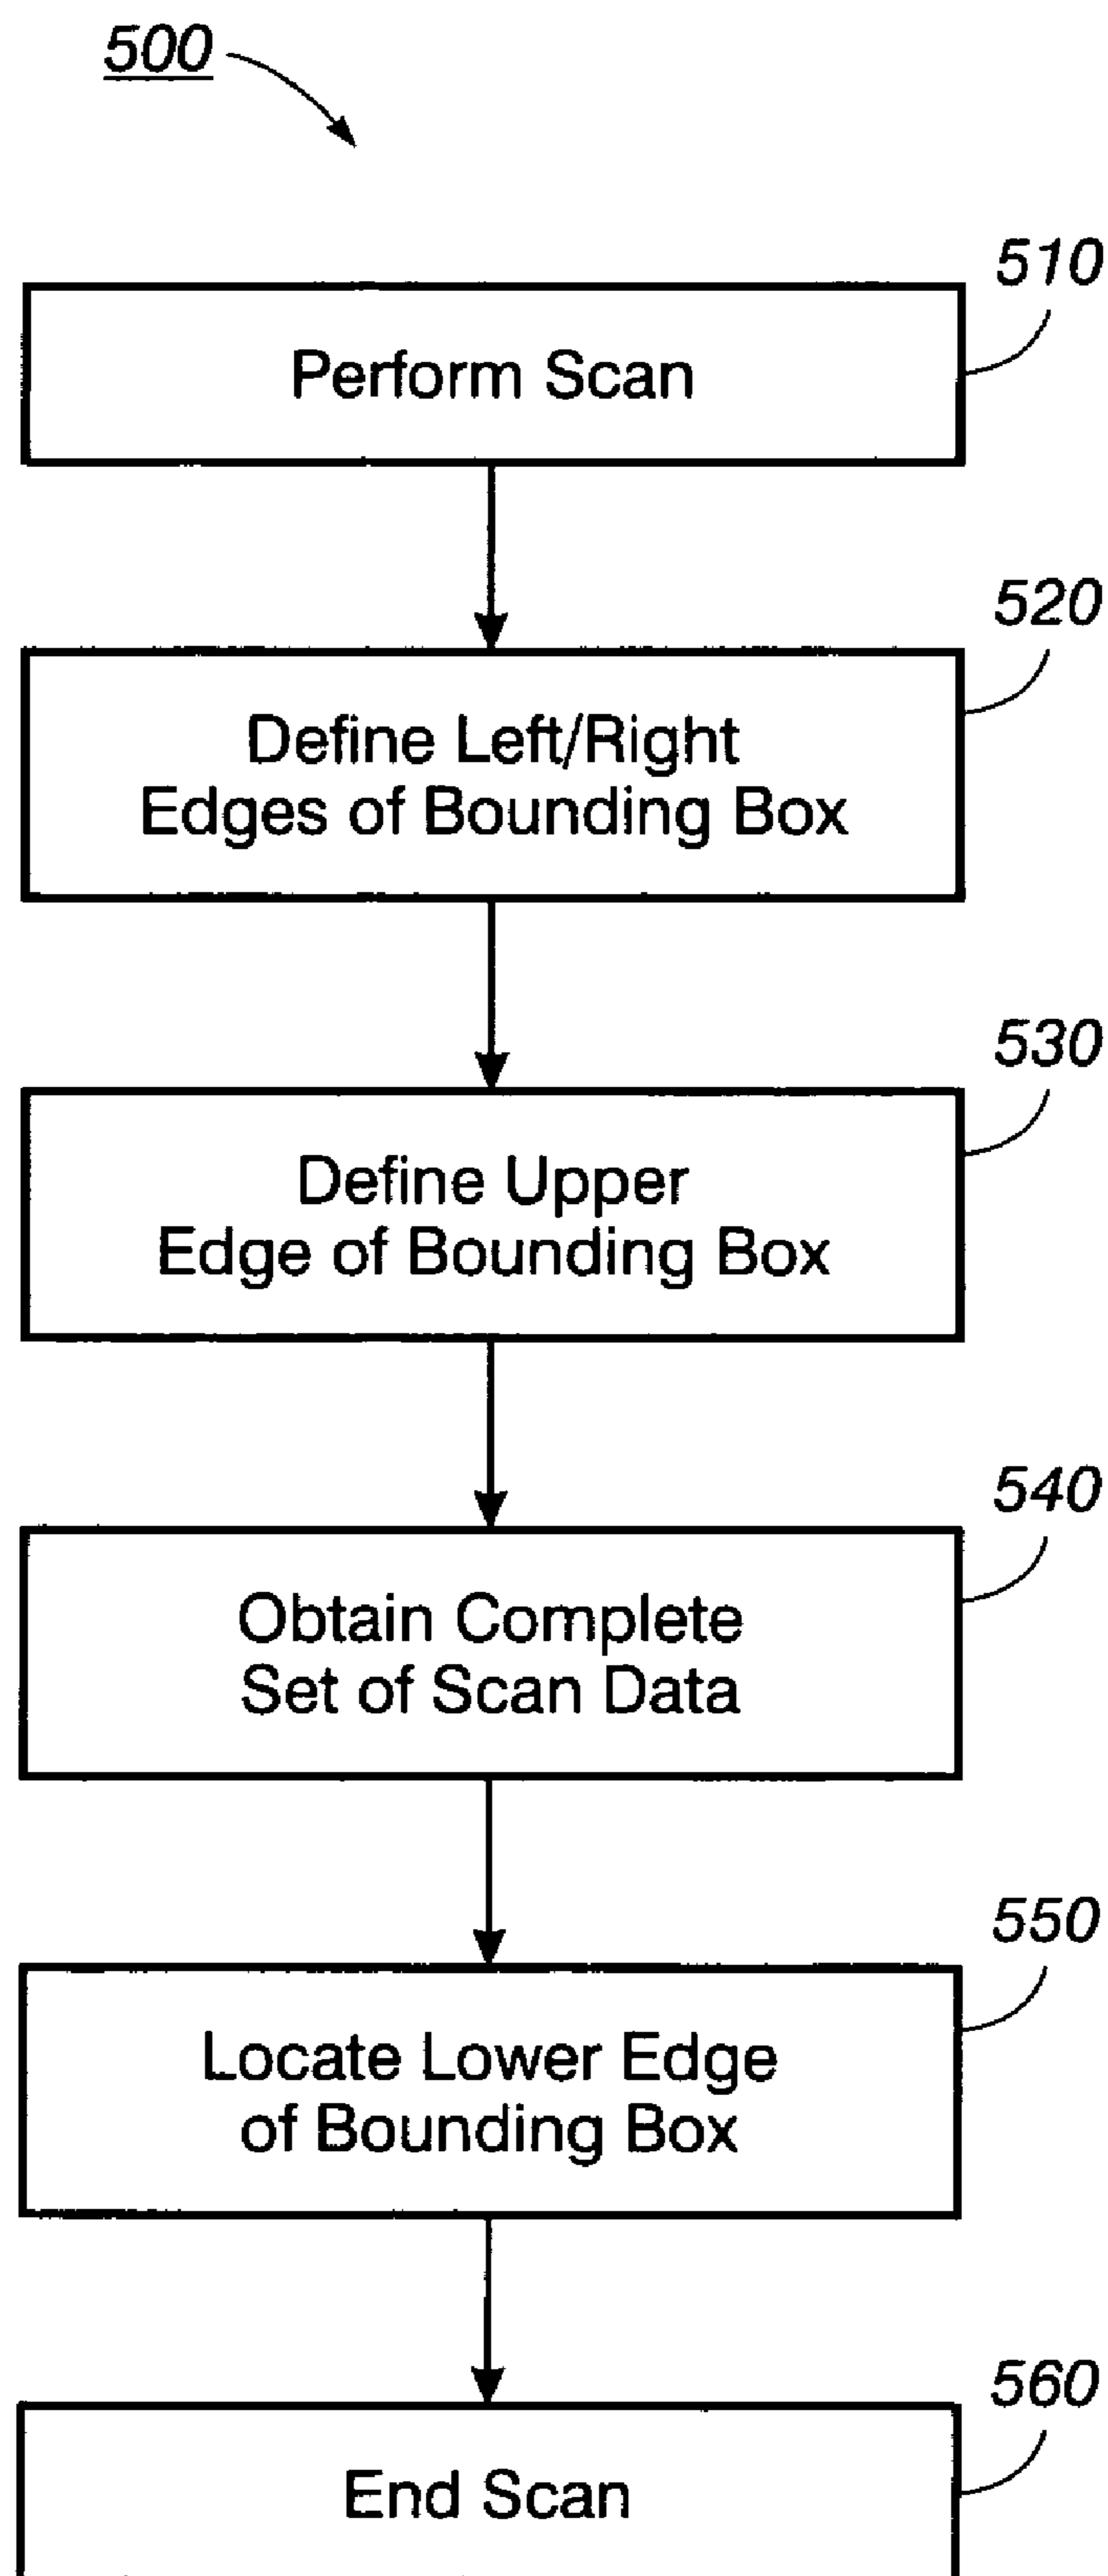 500
510
Perform Scan
520
Define Left/Right
Edges of Bounding Box
530
Define Upper
Edge of Bounding Box
540
Obtain Complete
Set of Scan Data
550
Locate Lower Edge
of Bounding Box
560
End Scan